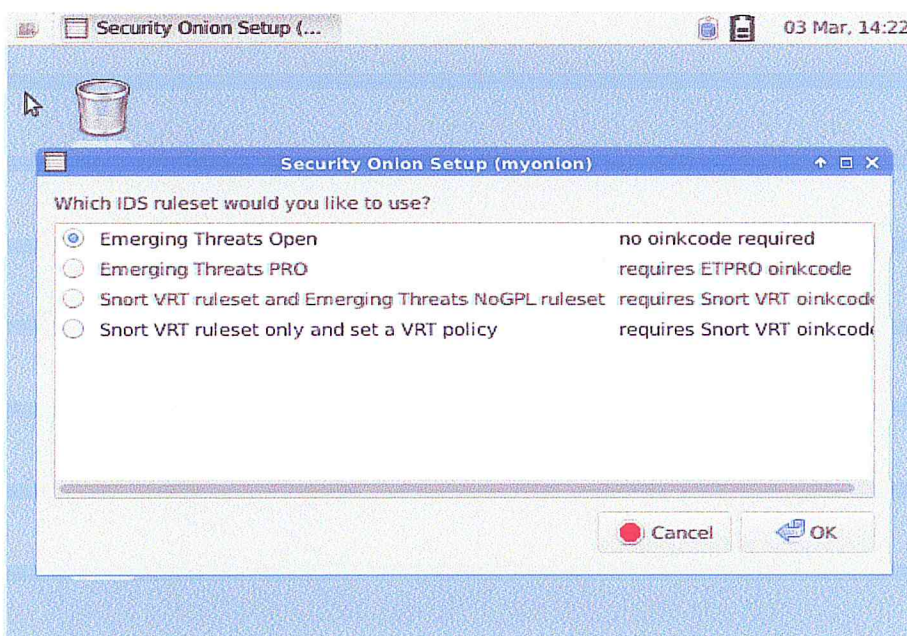 Security Onion Setup (...
03 Mar, 14:22
Security Onion Setup (myonion)
Which IDS ruleset would you like to use?
Emerging Threats Open no oinkcode required
Emerging Threats PRO requires ETPRO oinkcode
Snort VRT ruleset and Emerging Threats NoGPL ruleset requires Snort VRT oinkcode
Snort VRT ruleset only and set a VRT policy requires Snort VRT oinkcode
Cancel OK